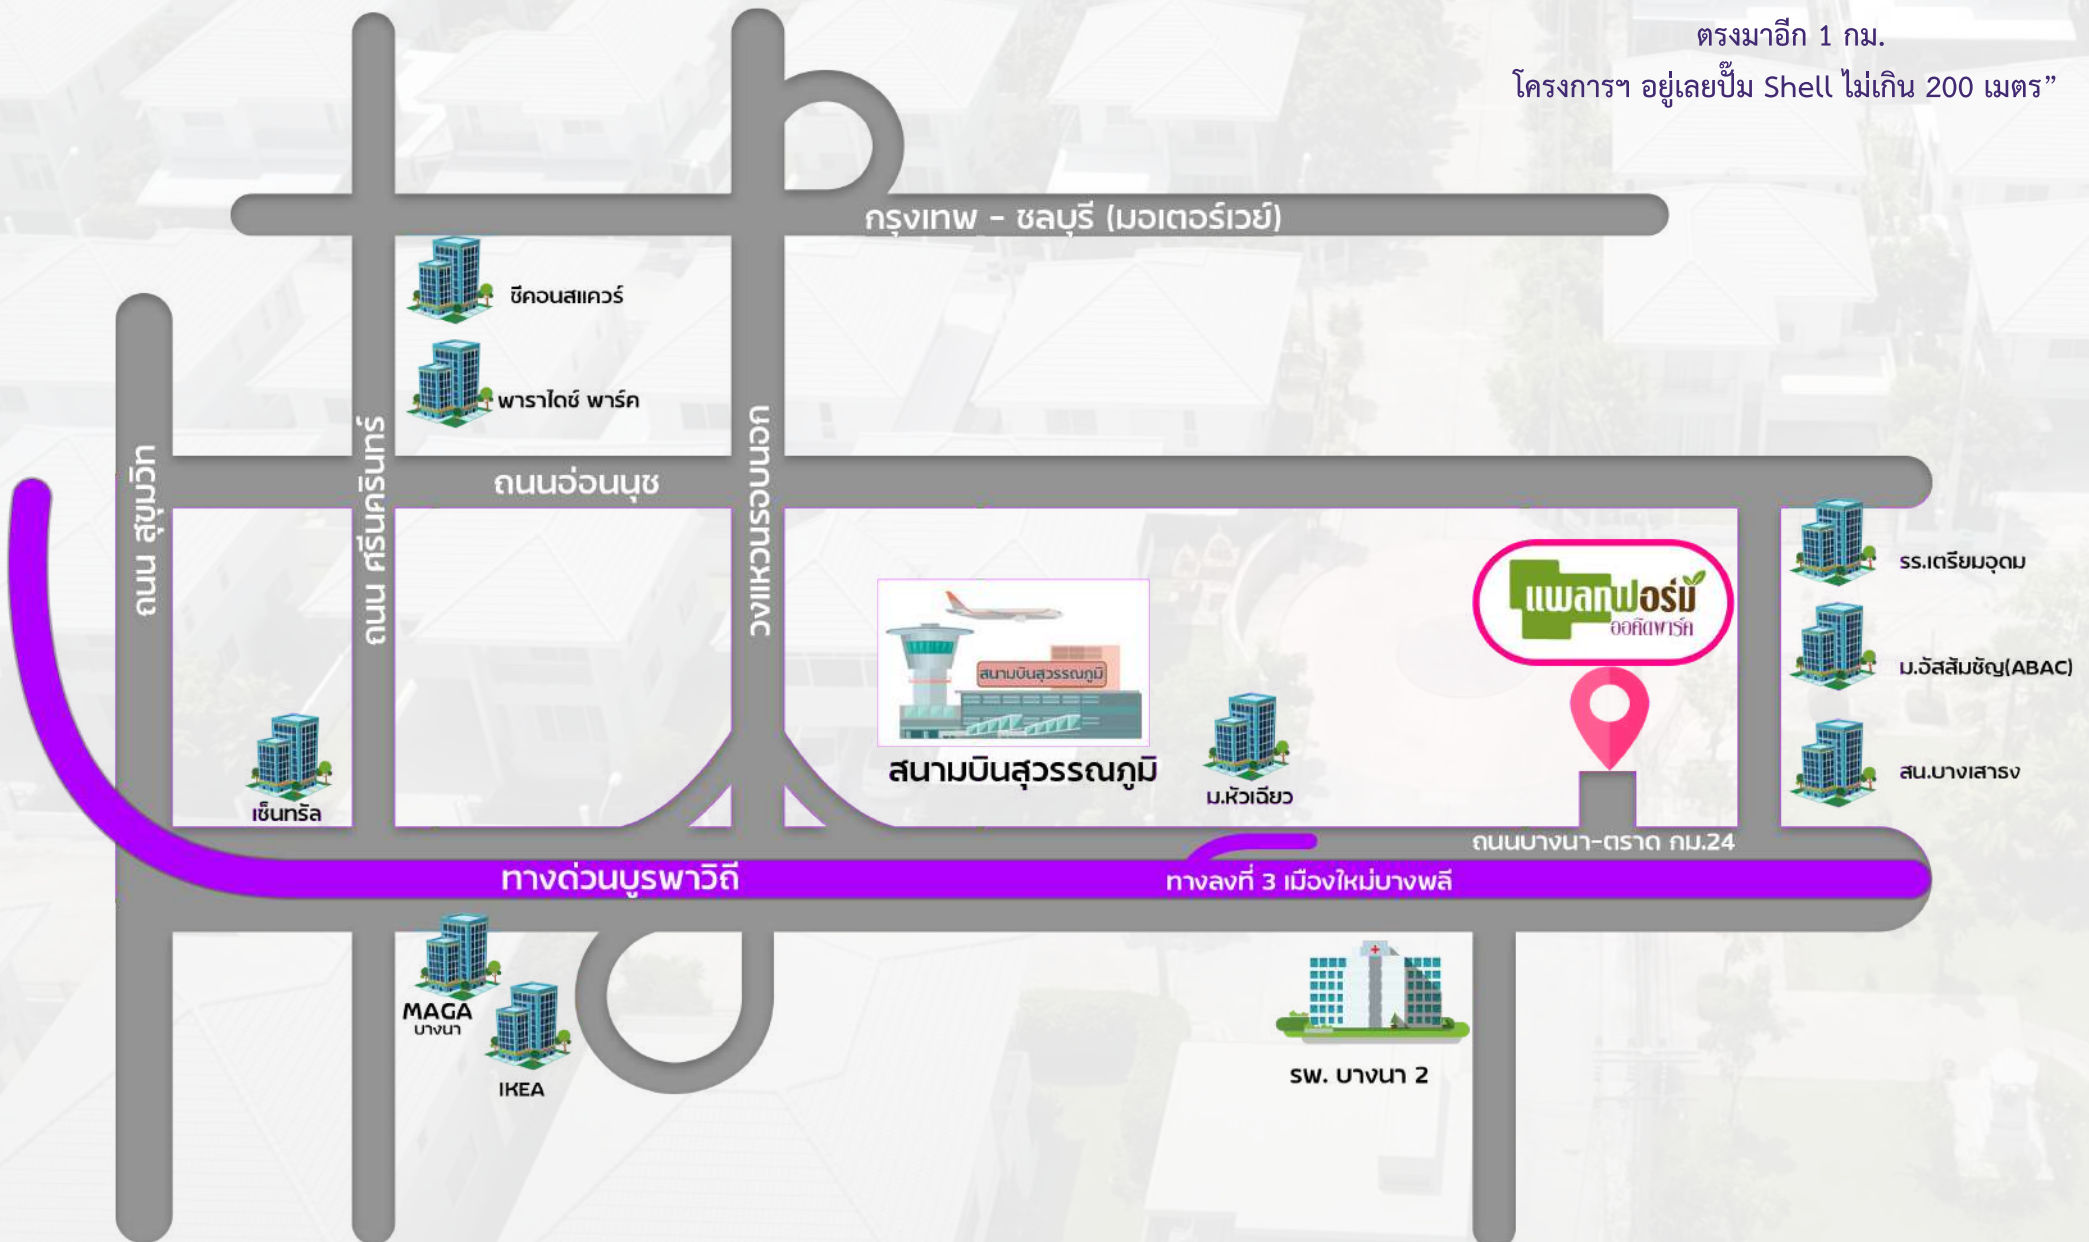 ตรงมาอีก 1 กม.
โครงการฯ อยู่เลยปั๊ม Shell ไม่เกิน 200 เมตร”
กรุงเทพ - ชลบุรี (มอเตอร์เวย์)
ซีคอนสแควร์
พาราไดซ์ พาร์ค
ถนน สุขุมวิท
ถนน ศรีนครินทร์
วงแหวนกาญจนา
ถนนอ่อนนุช
แพลทฟอร์ม
ออคิดพาร์ค
รร.เตรียมอุดม
ม.อัสสัมชัญ(ABAC)
สน.บางเสาธง
สนามบินสุวรรณภูมิ
สนามบินสุวรรณภูมิ
ม.หัวเฉียว
เซ็นทรัล
ถนนบางนา-ตราด กม.24
ทางด่วนบูรพาวิถี
ทางลงที่ 3 เมืองใหม่บางพลี
MAGA
บางนา
IKEA
รพ. บางนา 2